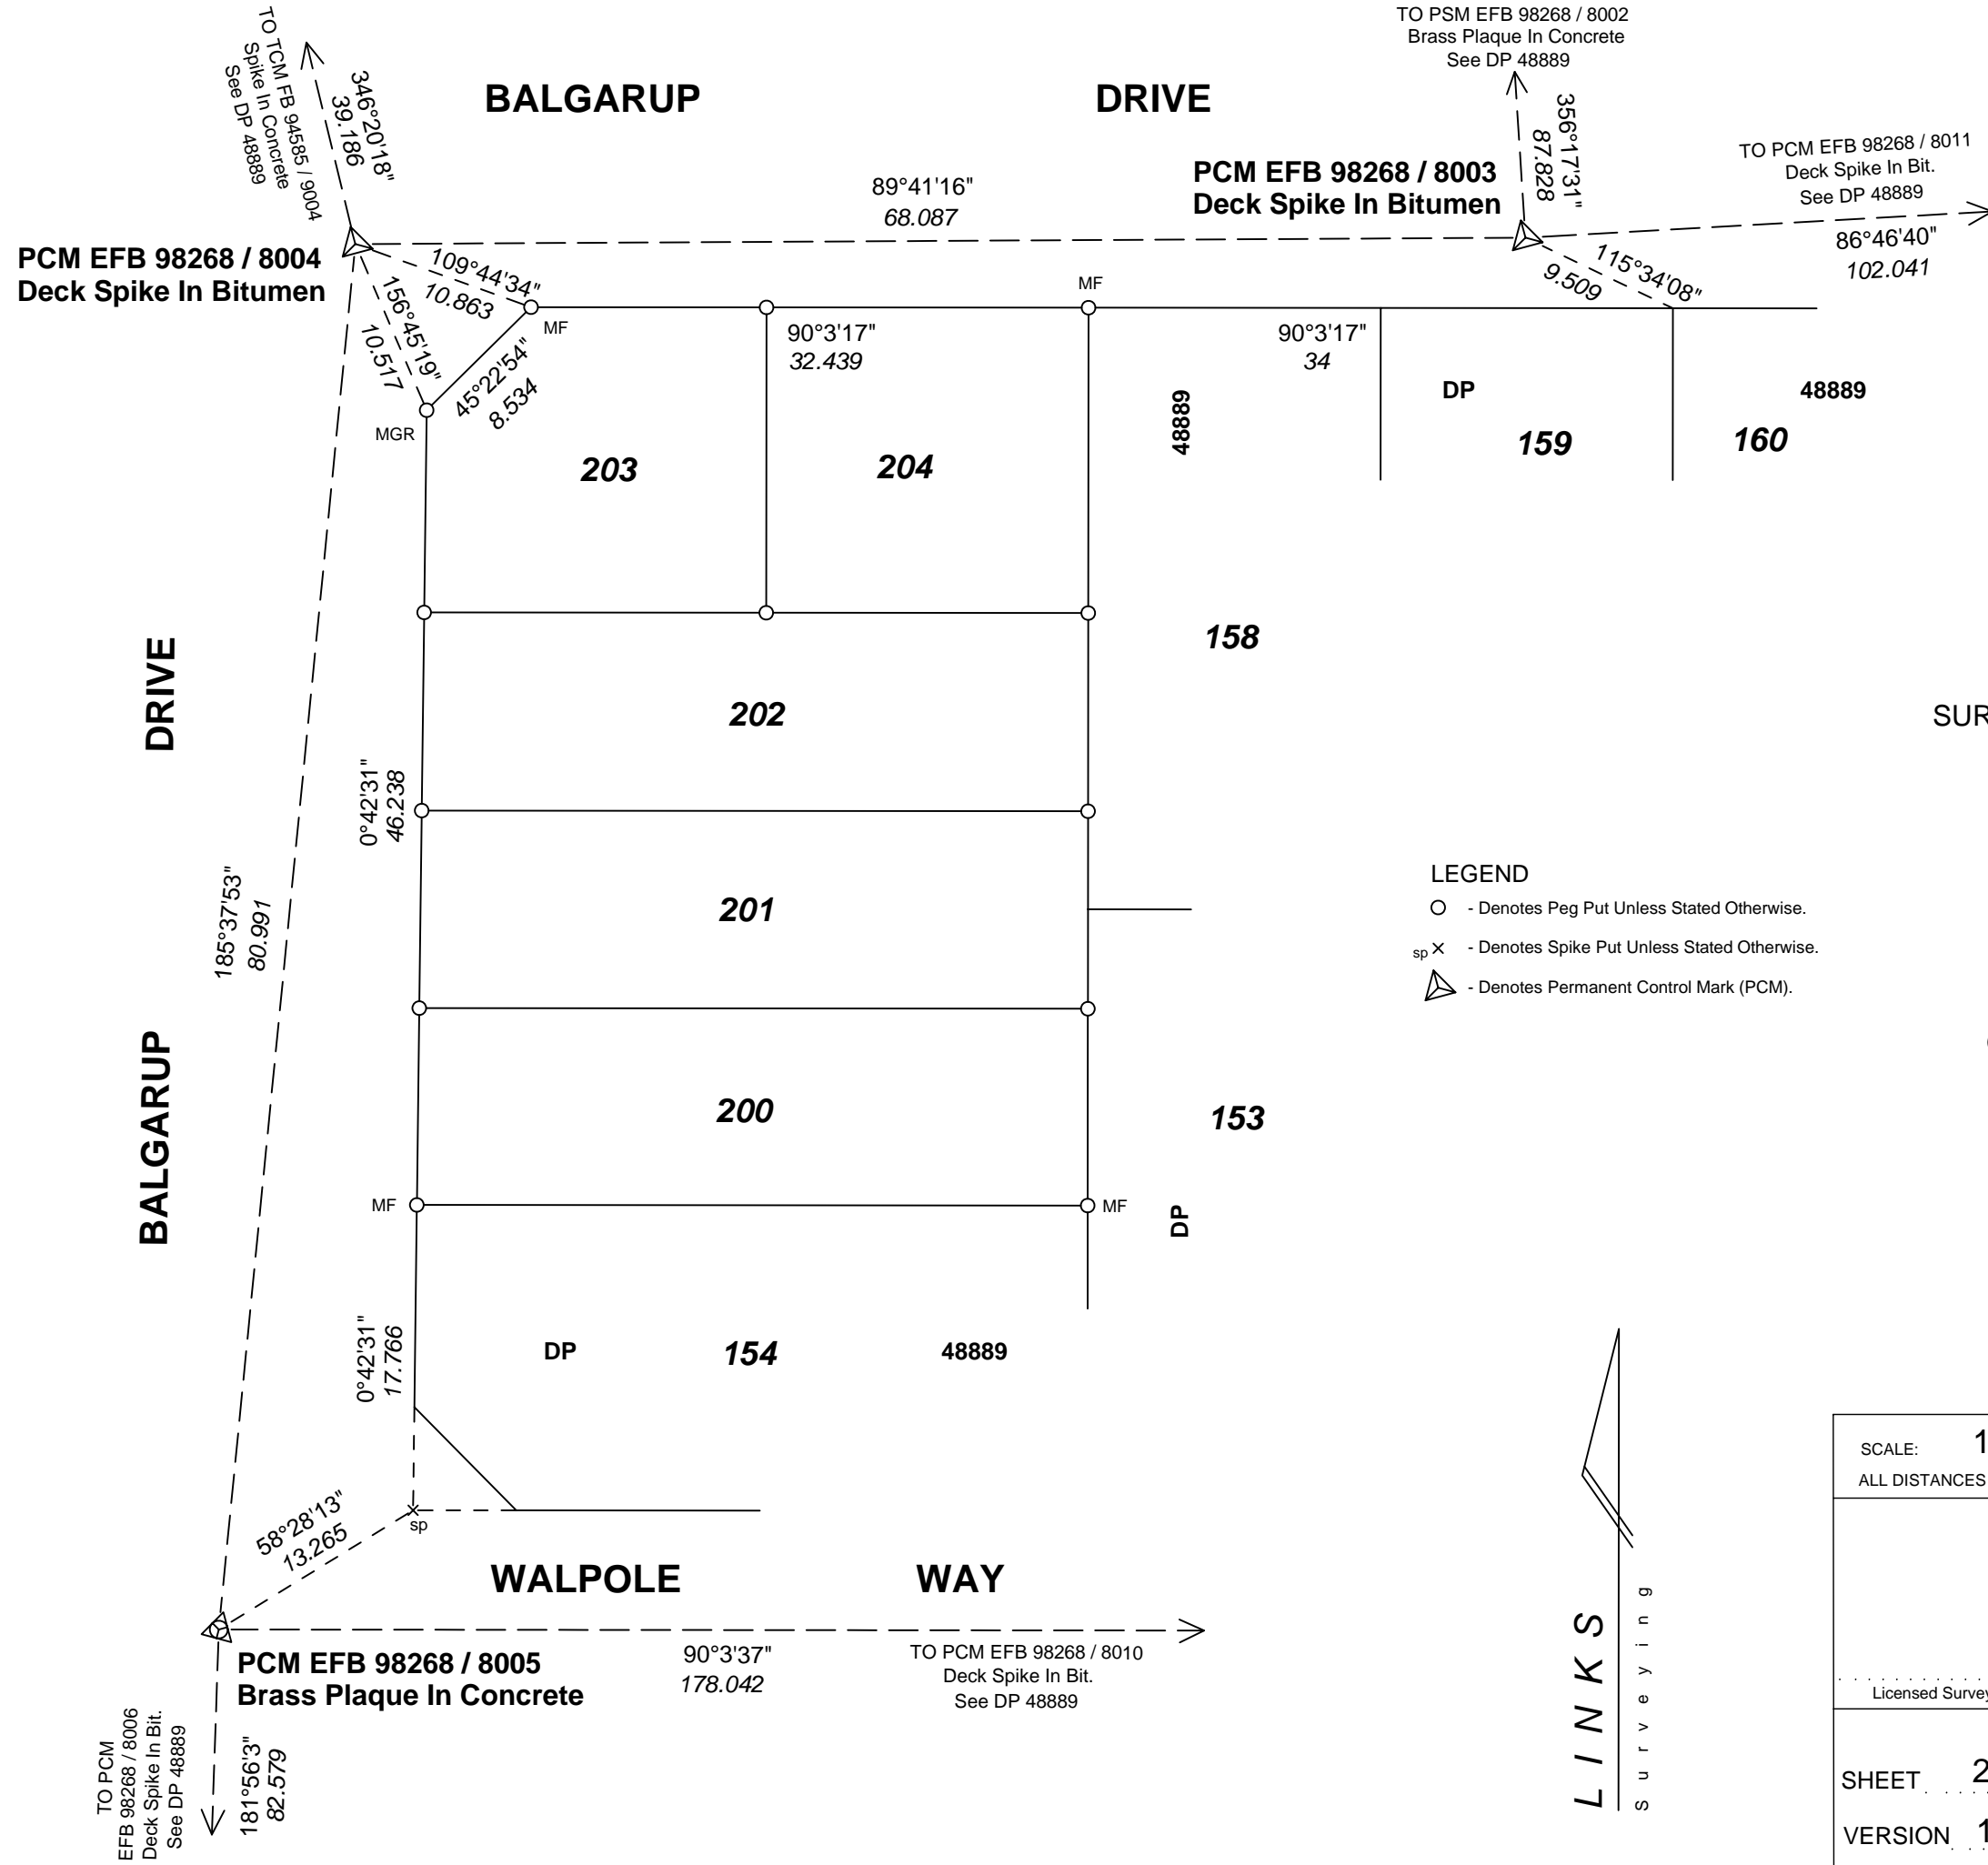 TO TCM FB 94585 / 9004
Spike In Concrete
See DP 48889
346°20'18"
39.186
BALGARUP
DRIVE
TO PSM EFB 98268 / 8002
Brass Plaque In Concrete
See DP 48889
356°17'31"
87.828
TO PCM EFB 98268 / 8011
Deck Spike In Bit.
See DP 48889
86°46'40"
102.041
PCM EFB 98268 / 8003
Deck Spike In Bitumen
89°41'16"
68.087
PCM EFB 98268 / 8004
Deck Spike In Bitumen
109°44'34"
10.863
156°45'19"
10.517
115°34'08"
9.509
MF
MF
90°3'17"
32.439
90°3'17"
34
45°22'54"
8.534
MGR
DP
48889
48889
203
204
159
160
158
DRIVE
202
SUR
0°42'31"
46.238
185°37'53"
80.991
201
LEGEND
- Denotes Peg Put Unless Stated Otherwise.
sp
- Denotes Spike Put Unless Stated Otherwise.
- Denotes Permanent Control Mark (PCM).
BALGARUP
200
153
MF
MF
DP
0°42'31"
17.766
DP
154
48889
58°28'13"
13.265
sp
WALPOLE
WAY
PCM EFB 98268 / 8005
Brass Plaque In Concrete
90°3'37"
178.042
TO PCM EFB 98268 / 8010
Deck Spike In Bit.
See DP 48889
TO PCM
EFB 98268 / 8006
Deck Spike In Bit.
See DP 48889
181°56'3"
82.579
LINKS
Surveying
SCALE: 1
ALL DISTANCES
Licensed Survey
SHEET 2
VERSION 1